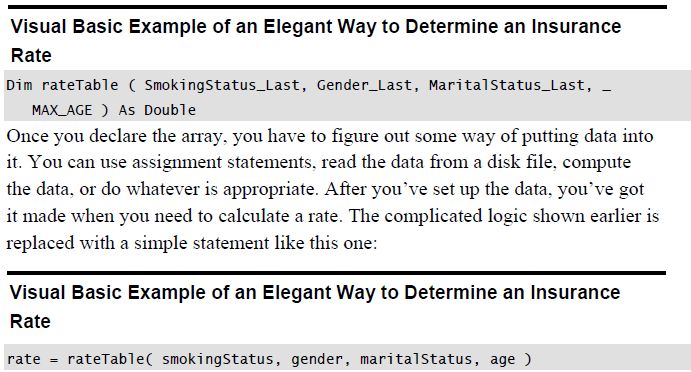 Visual Basic Example of an Elegant Way to Determine an Insurance
Rate
Dim rateTable ( SmokingStatus_Last, Gender_Last, MaritalStatus_Last, _
MAX_AGE ) As Double
Once you declare the array, you have to figure out some way of putting data into
it. You can use assignment statements, read the data from a disk file, compute
the data, or do whatever is appropriate. After you’ve set up the data, you’ve got
it made when you need to calculate a rate. The complicated logic shown earlier is
replaced with a simple statement like this one:
Visual Basic Example of an Elegant Way to Determine an Insurance
Rate
rate = rateTable( smokingStatus, gender, maritalStatus, age )